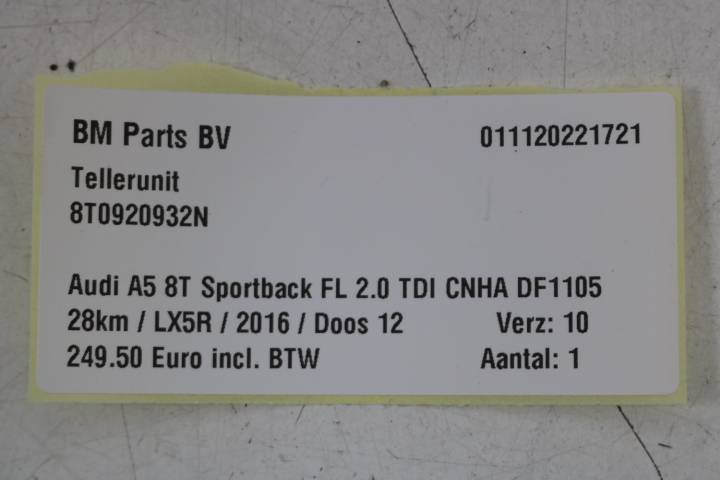 BM Parts BV 011120221721
Tellerunit
8T0920932N
Audi A5 8T Sportback FL 2.0 TDI CNHA DF1105
28km / LX5R / 2016 / Doos 12 Verz: 10
249.50 Euro incl. BTW Aantal: 1